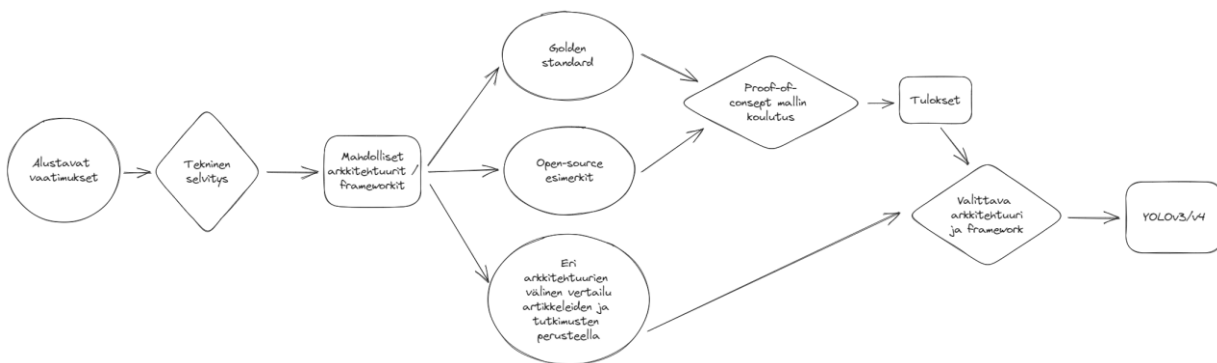 Alustavat
vaatimukset
Tekninen
selvitys
Mahdolliset
arkkitehtuurit /
frameworkit
Golden
standard
Open-source
esimerkit
Eri
arkkitehtuurien
välinen vertailu
artikkeleiden ja
tutkimusten
perusteella
Proof-of-
consept mallin
koulutus
Tulokset
Valittava
arkkitehtuuri
ja framework
YOLOv3/v4